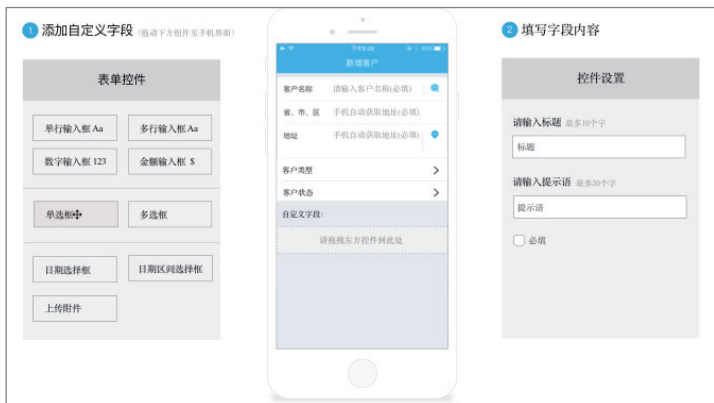 1 添加自定义字段 (拖动下方组件至手机界面)
表单控件
单行输入框 Aa
多行输入框 Aa
数字输入框 123
金额输入框 $
单选框
多选框
日期选择框
日期区间选择框
上传附件
新增客户
客户名称 请输入客户名称(必填)
省、市、区 手机自动获取地址(必填)
地址 手机自动获取地址(必填)
客户类型
客户状态
自定义字段:
请拖拽左方控件到此处
2 填写字段内容
控件设置
请输入标题 最多10个字
标题
请输入提示语 最多20个字
提示语
必填